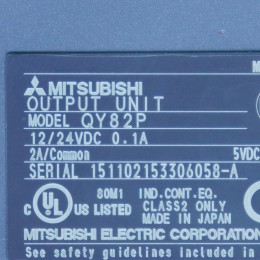 M
MITSUBISHI
OUTPUT UNIT
MODEL QY82P
12/24VDC 0.1A
2A/Common 5VDC
SERIAL 151102153306058-A
80M1 IND.CONT.EQ.
C UL US LISTED CLASS2 ONLY
MADE IN JAPAN
MITSUBISHI ELECTRIC CORPORATION
See safety guidelines included in